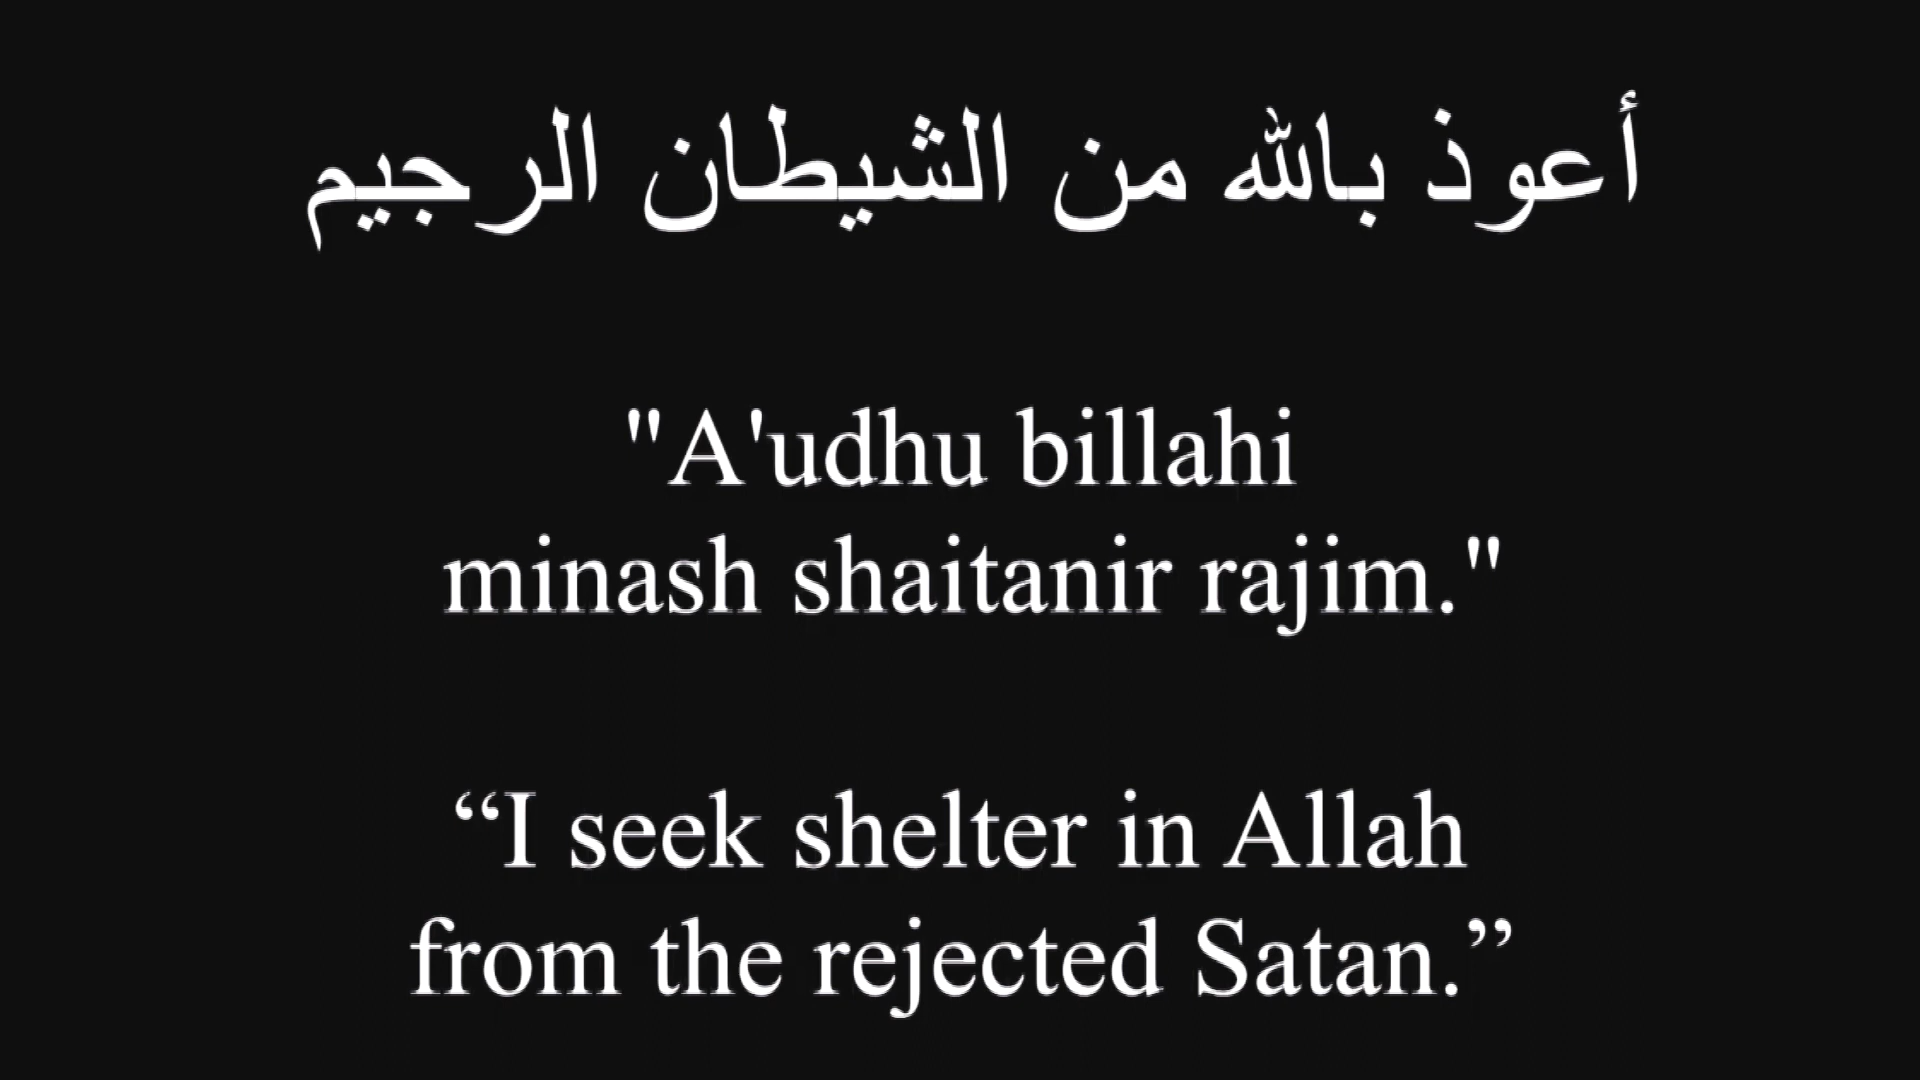 أعوذ بالله من الشيطان الرجيم
"A'udhu billahi
minash shaitanir rajim."
“I seek shelter in Allah
from the rejected Satan.”